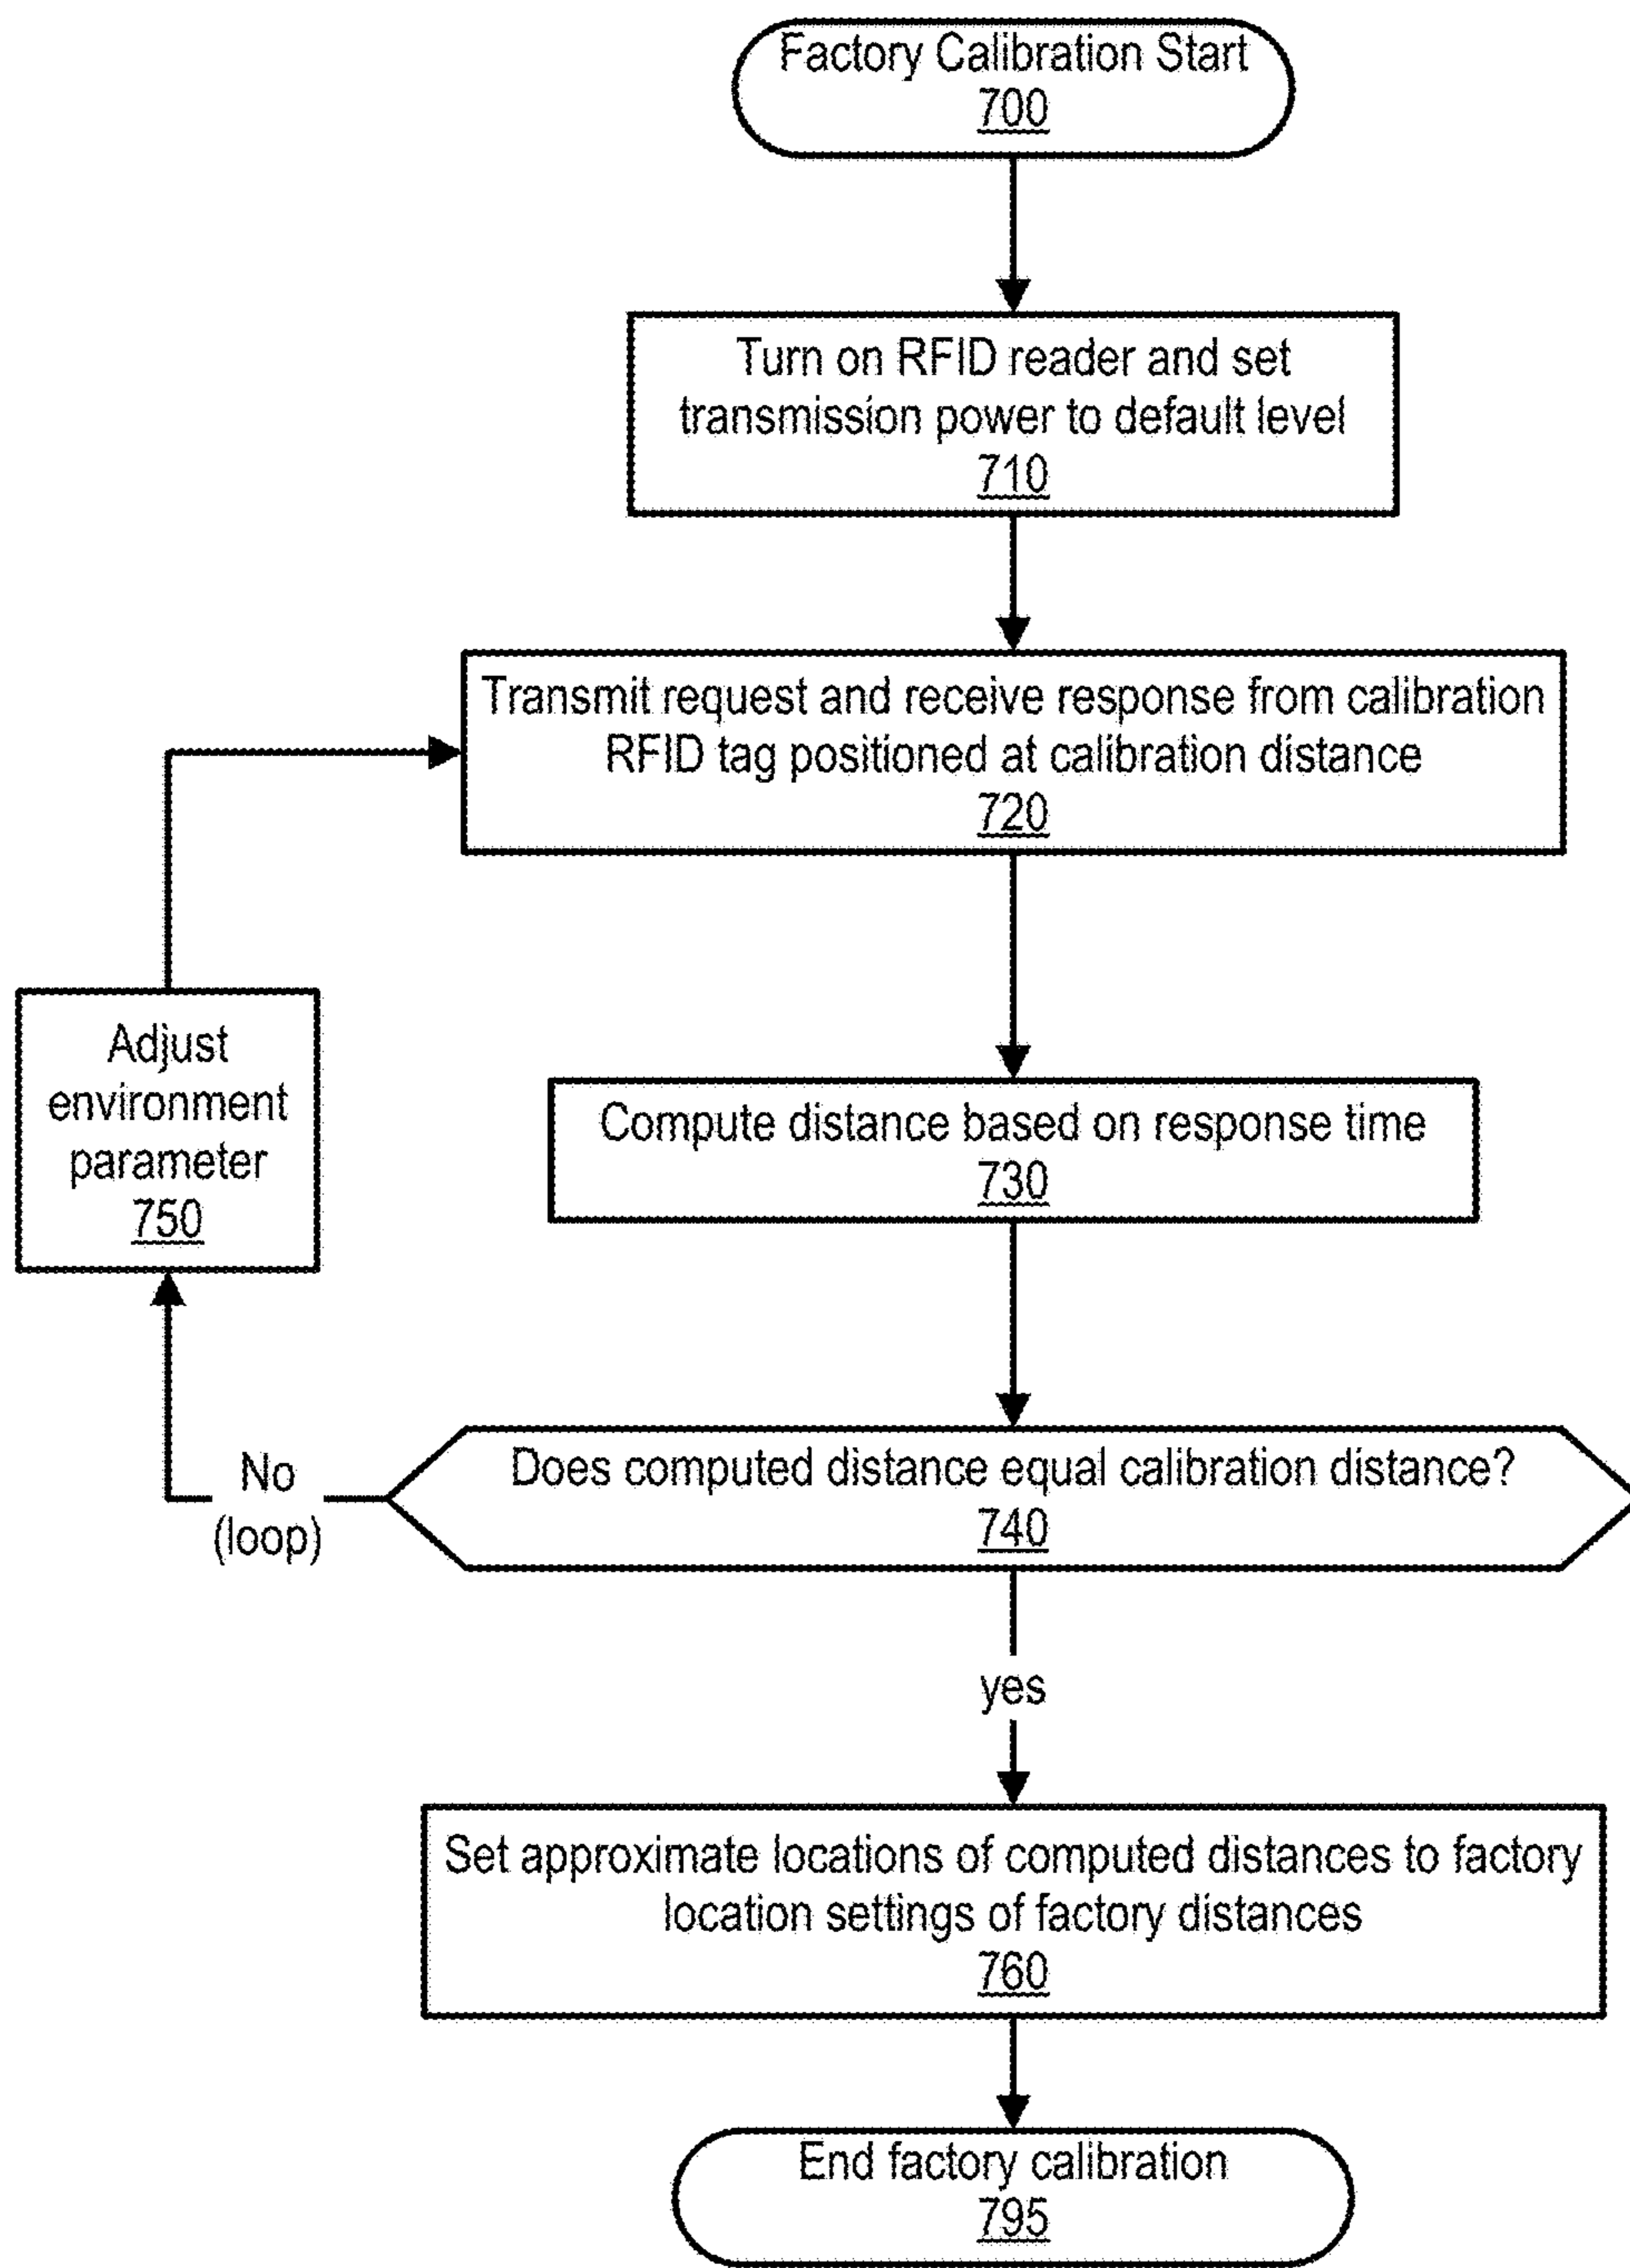 Factory Calibration Start
700
Turn on RFID reader and set
transmission power to default level
710
Transmit request and receive response from calibration
RFID tag positioned at calibration distance
720
Adjust
environment
parameter
750
Compute distance based on response time
730
Does computed distance equal calibration distance?
740
No
(loop)
yes
Set approximate locations of computed distances to factory
location settings of factory distances
760
End factory calibration
795